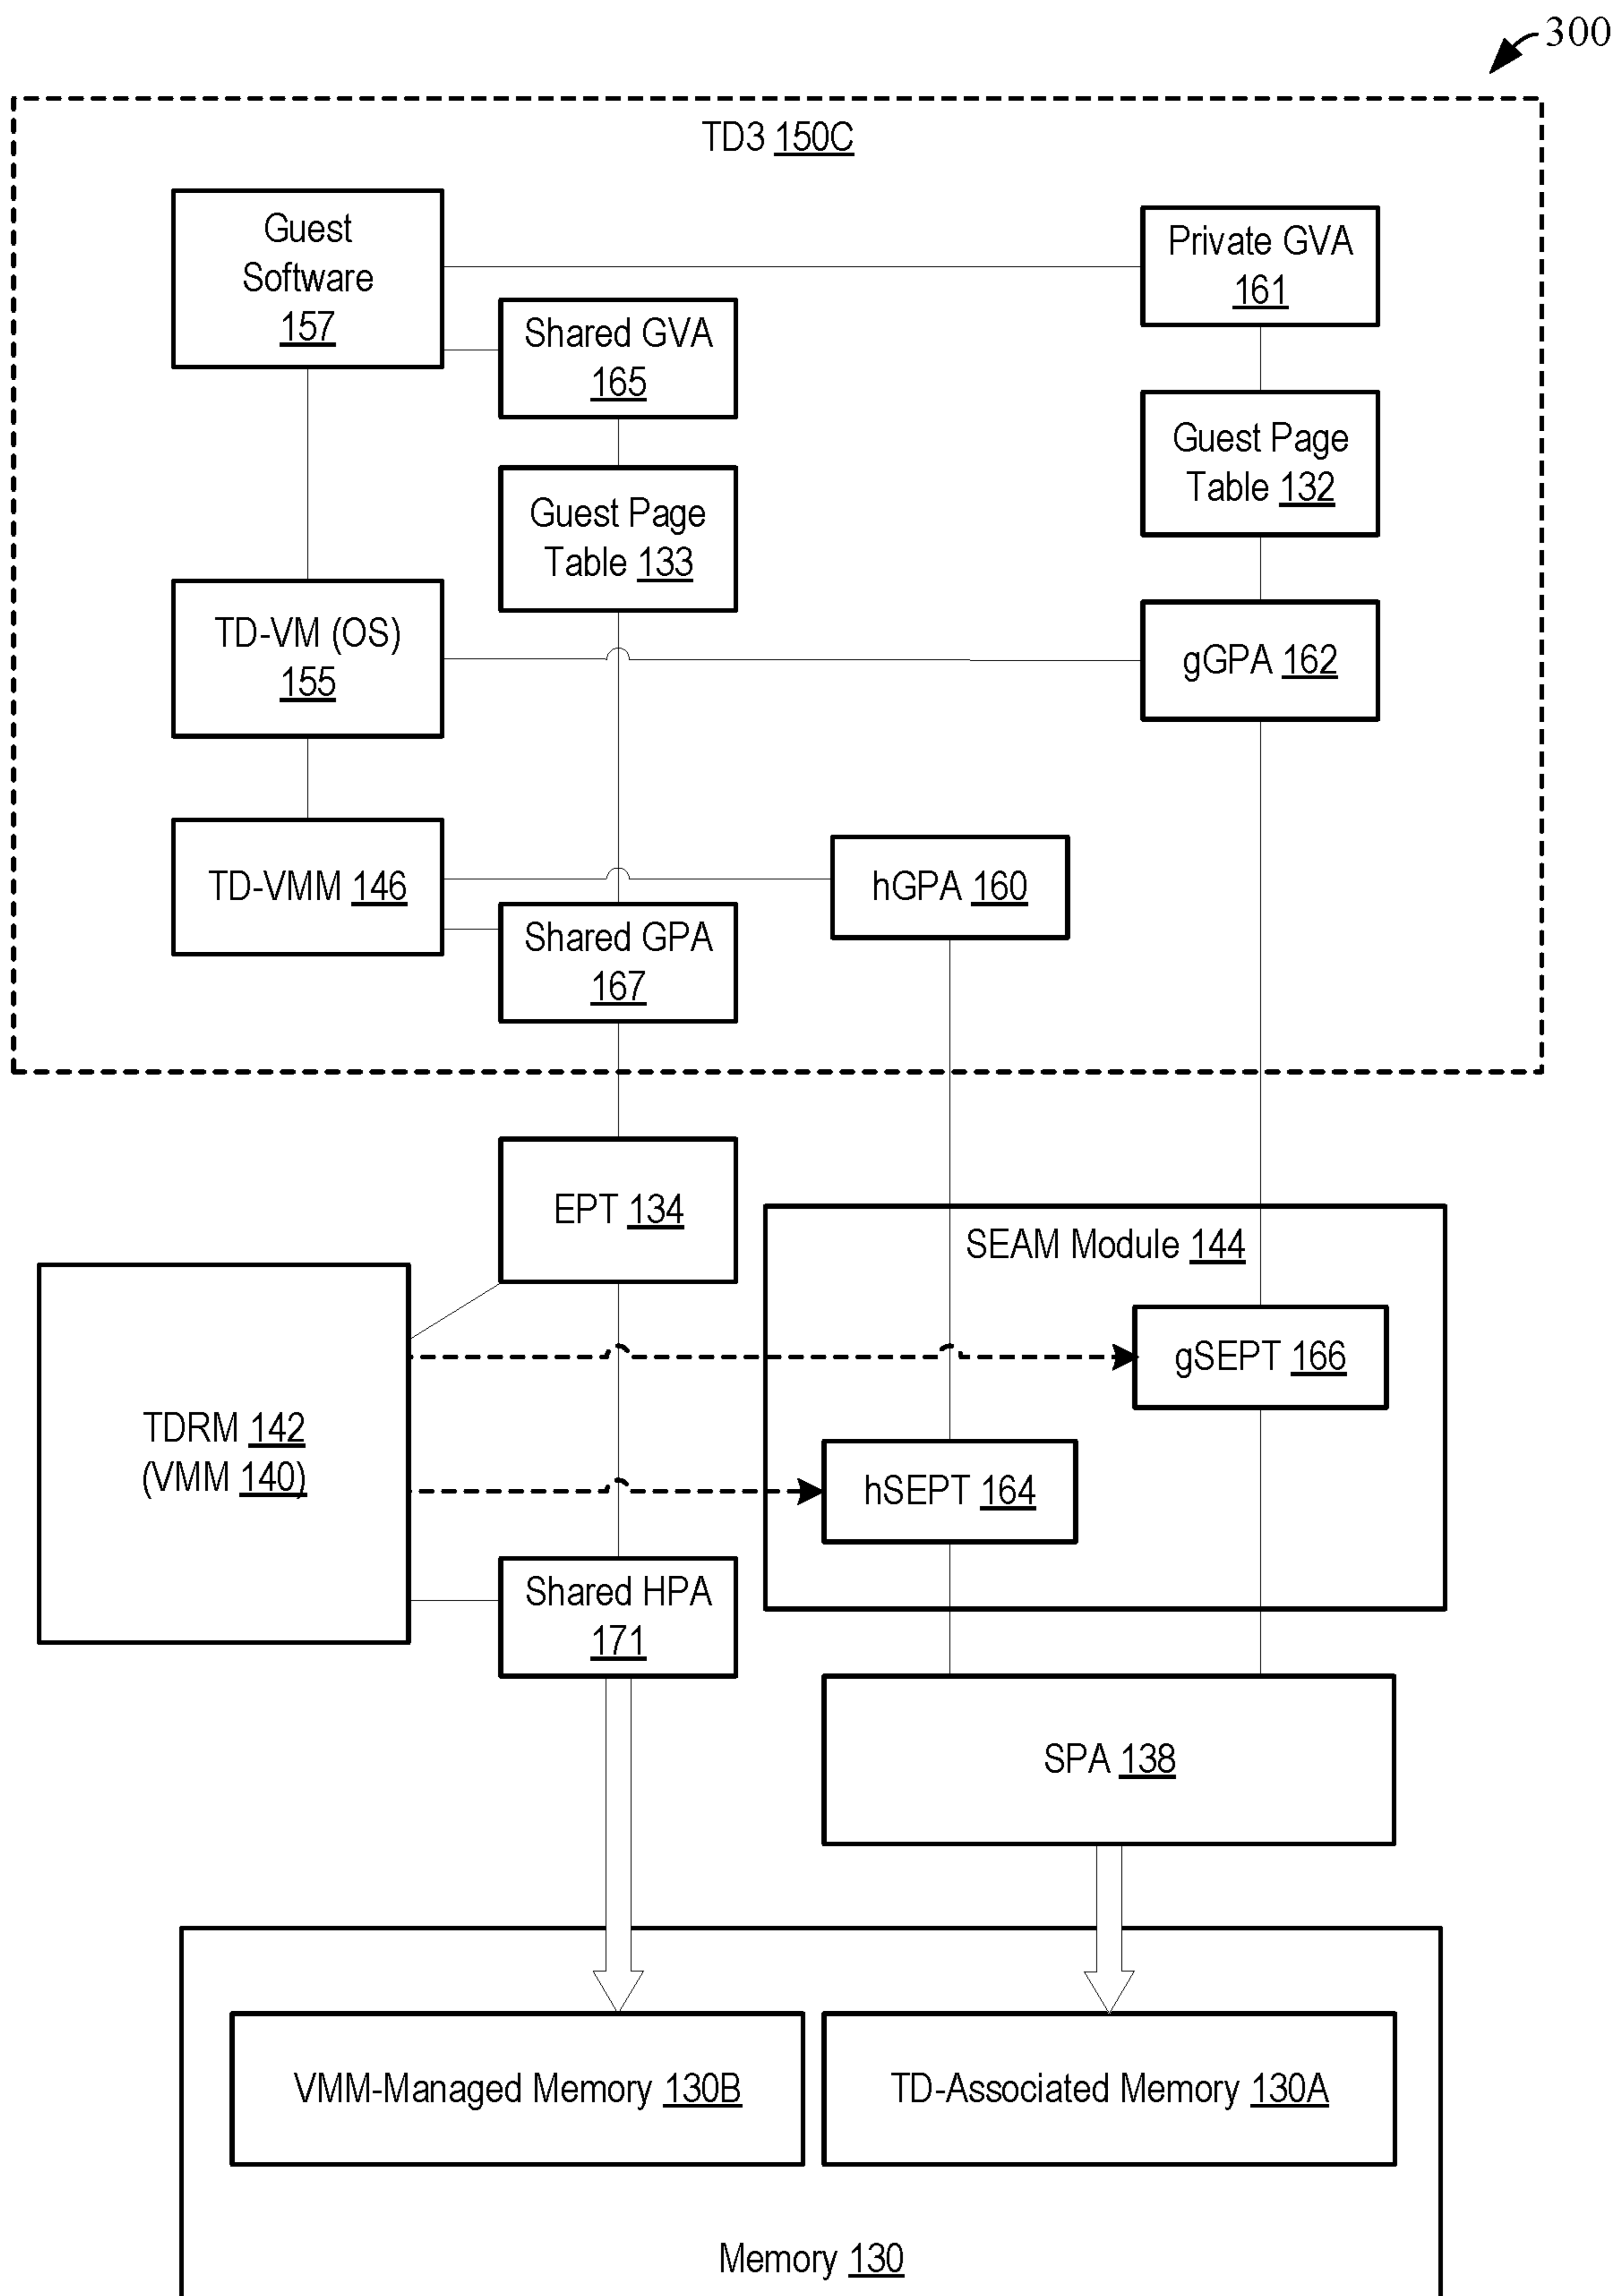 300
TD3 150C
Guest
Software
157
Private GVA
161
Shared GVA
165
Guest Page
Table 132
Guest Page
Table 133
TD-VM (OS)
155
gGPA 162
TD-VMM 146
hGPA 160
Shared GPA
167
EPT 134
SEAM Module 144
gSEPT 166
TDRM 142
(VMM 140)
hSEPT 164
Shared HPA
171
SPA 138
VMM-Managed Memory 130B
TD-Associated Memory 130A
Memory 130